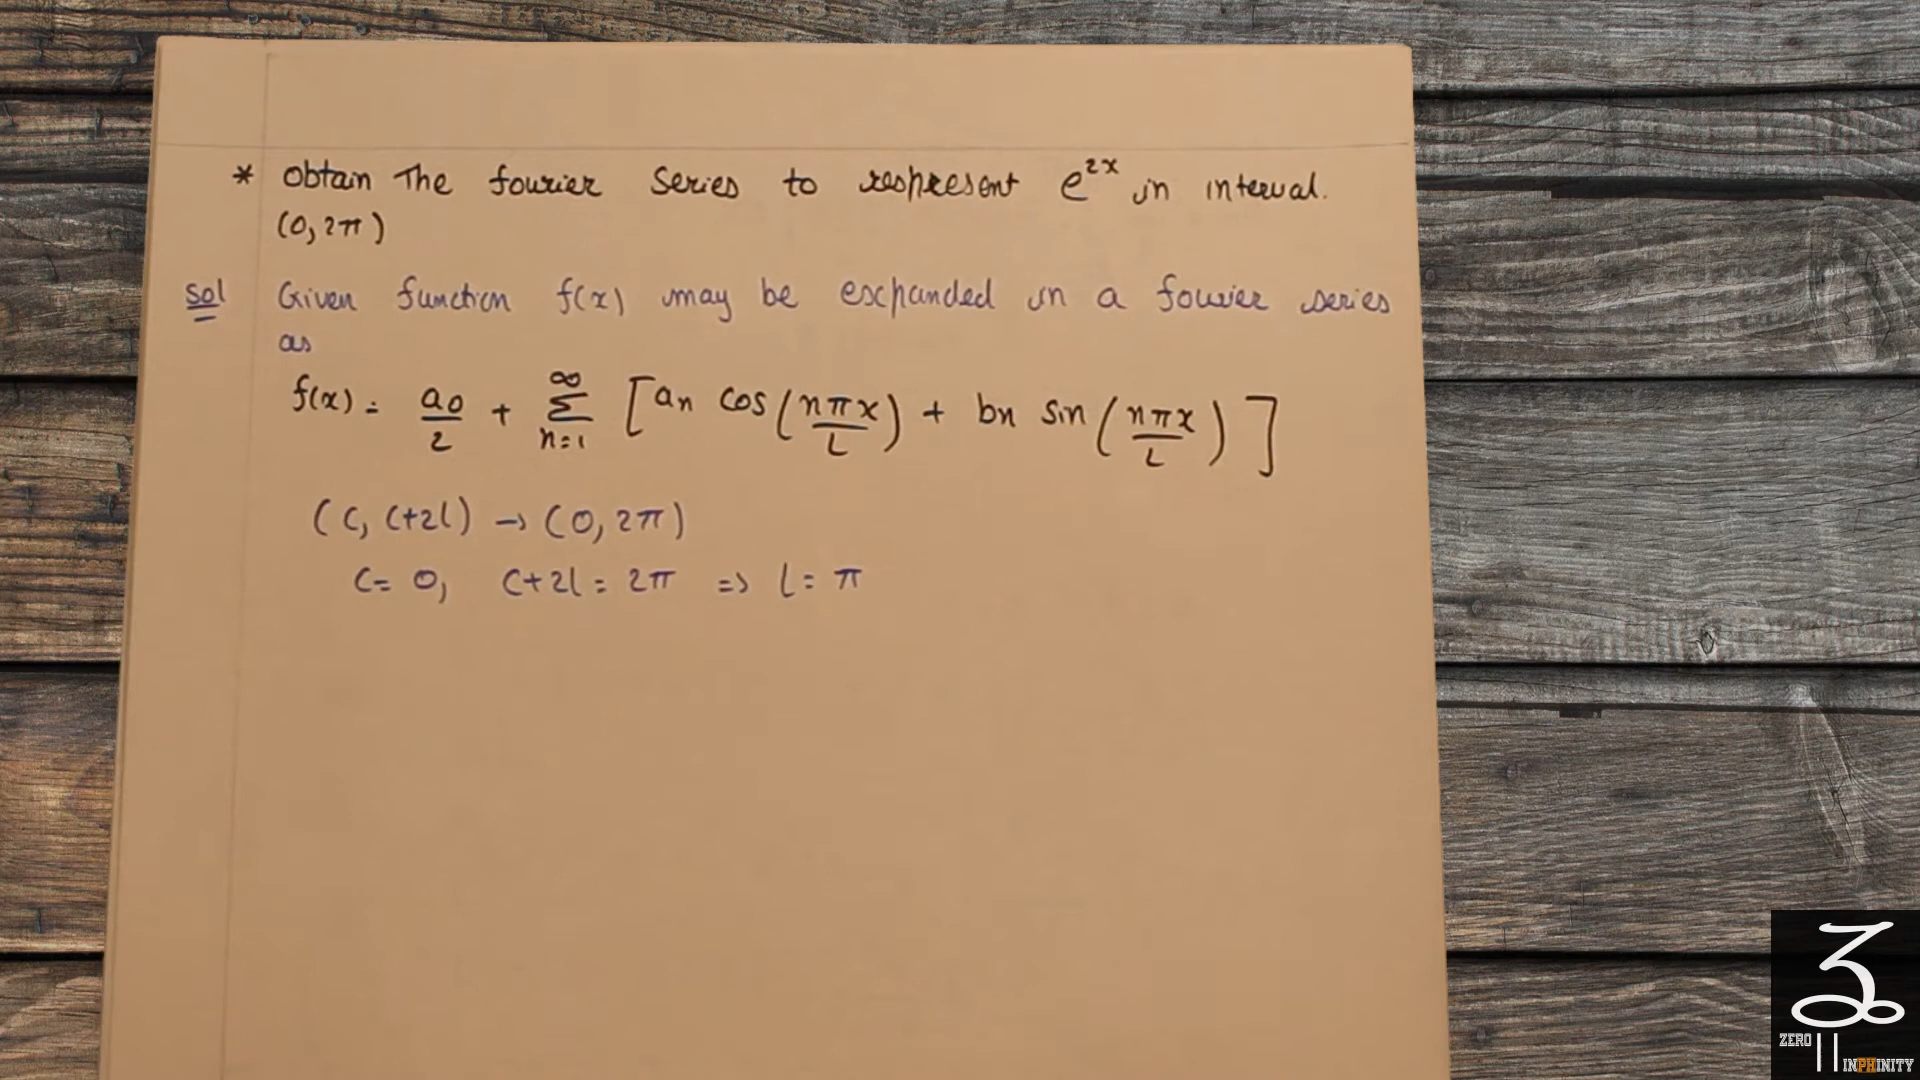 * Obtain The fourier series to represent e^{2x} in interval.
(0, 2π)
Sol Given function f(x) may be expanded in a fourier series
as
f(x) = a0/2 + ∞ Σ n=1 [an cos(nπx/L) + bn sin(nπx/L)]
(C, C+2l) → (0, 2π)
C= 0, C+2l = 2π => l = π
ZERO
INPHINITY